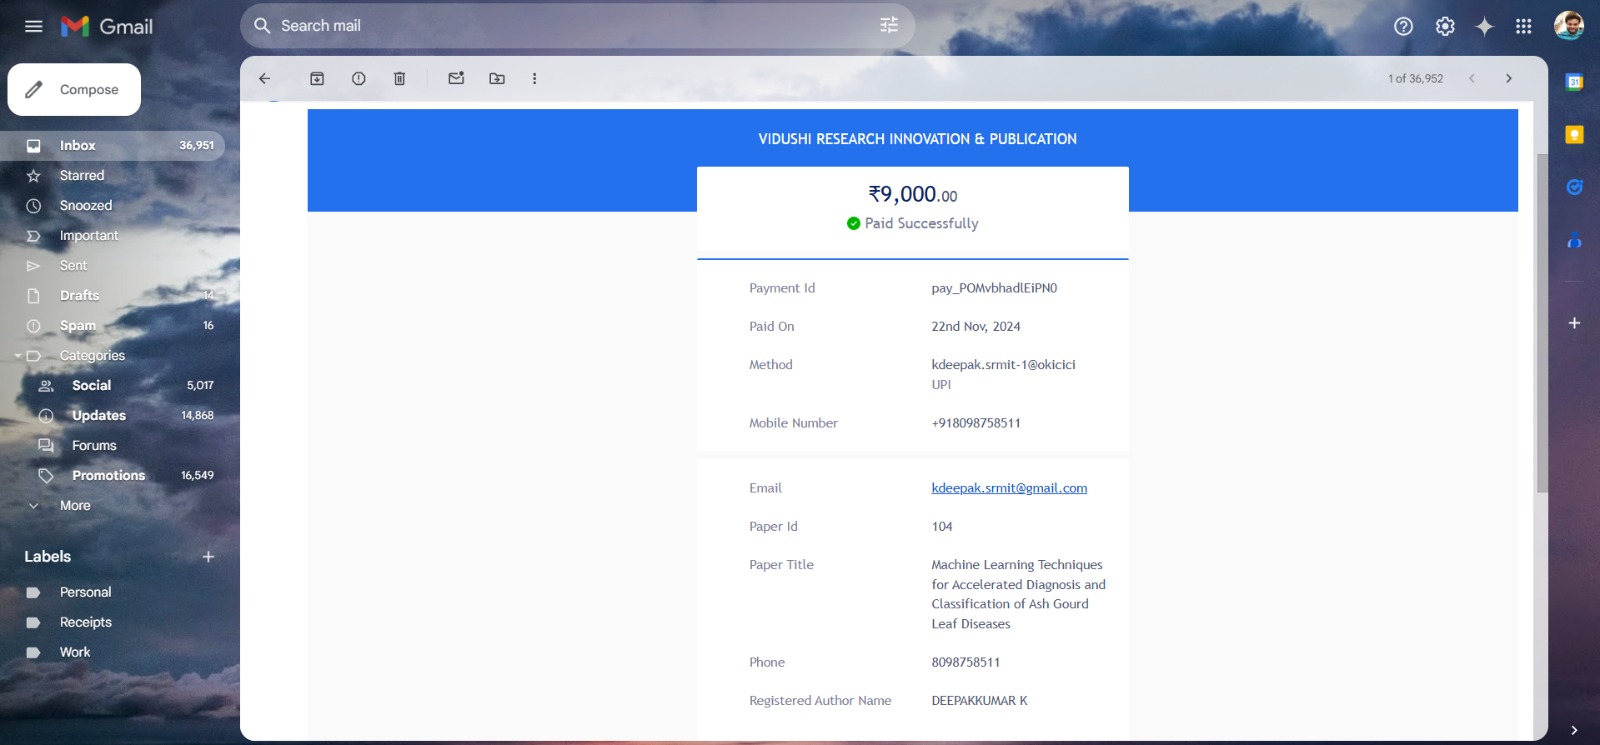 Gmail
Search mail
Compose
1 of 36,952
Inbox 36,951
Starred
Snoozed
Important
Sent
Drafts 14
Spam 16
Categories
Social 5,017
Updates 14,868
Forums
Promotions 16,549
More
Labels
Personal
Receipts
Work
VIDUSHI RESEARCH INNOVATION & PUBLICATION
₹9,000.00
Paid Successfully
Payment Id pay_POMvbhadlEiPN0
Paid On 22nd Nov, 2024
Method kdeepak.srmit-1@okicici
UPI
Mobile Number +918098758511
Email kdeepak.srmit@gmail.com
Paper Id 104
Paper Title Machine Learning Techniques
for Accelerated Diagnosis and
Classification of Ash Gourd
Leaf Diseases
Phone 8098758511
Registered Author Name DEEPAKKUMAR K
31